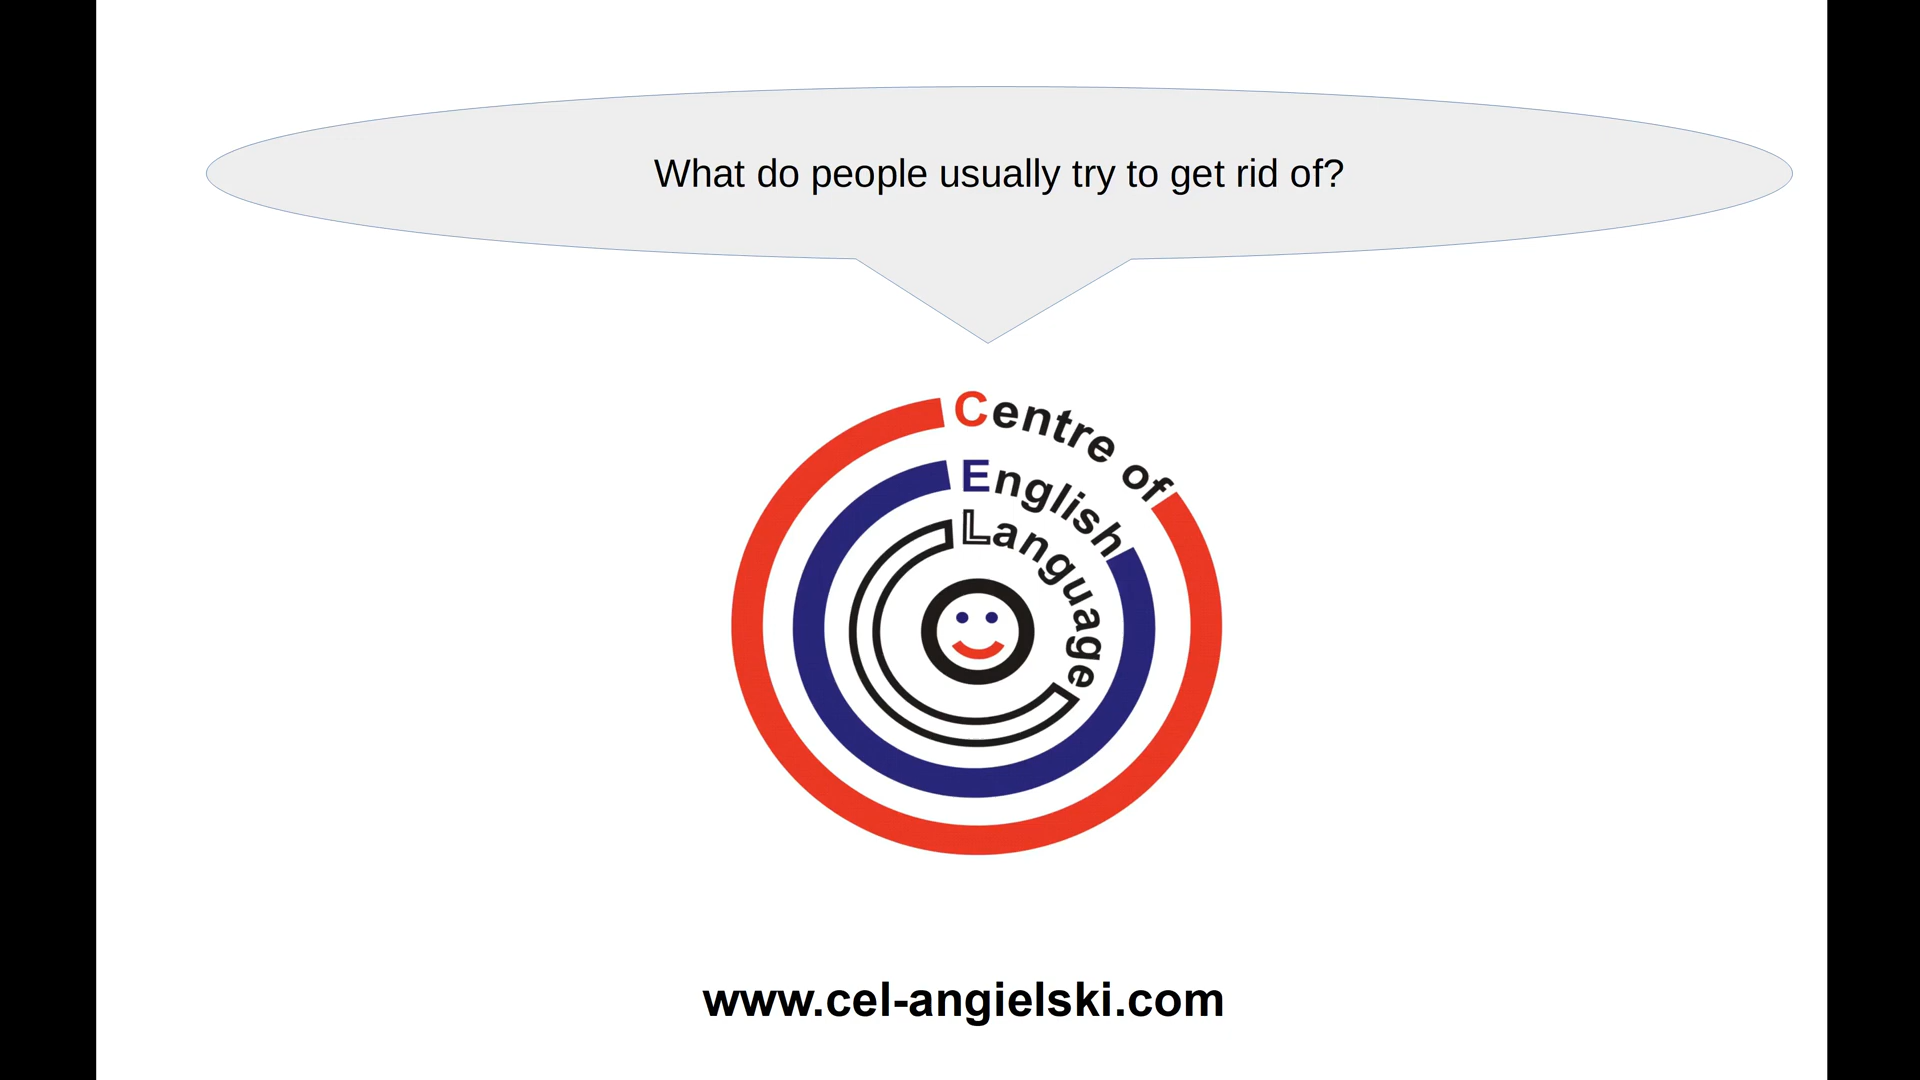 What do people usually try to get rid of?
Centre of
English
Language
www.cel-angielski.com